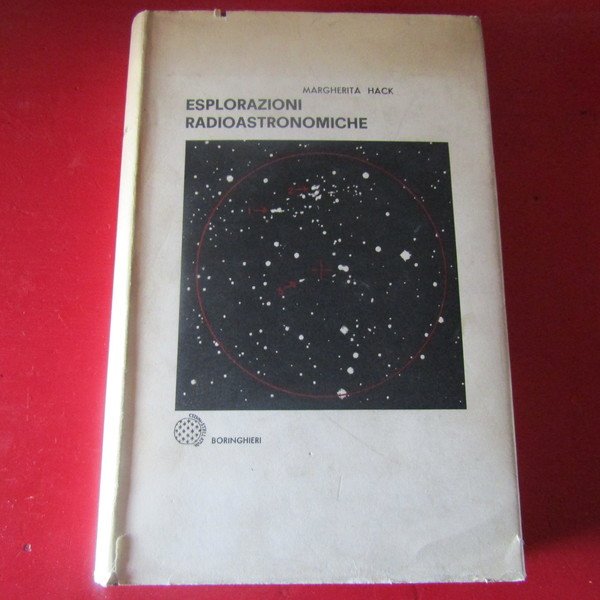 MARGHERITA HACK
ESPLORAZIONI
RADIOASTRONOMICHE
BORINGHIERI